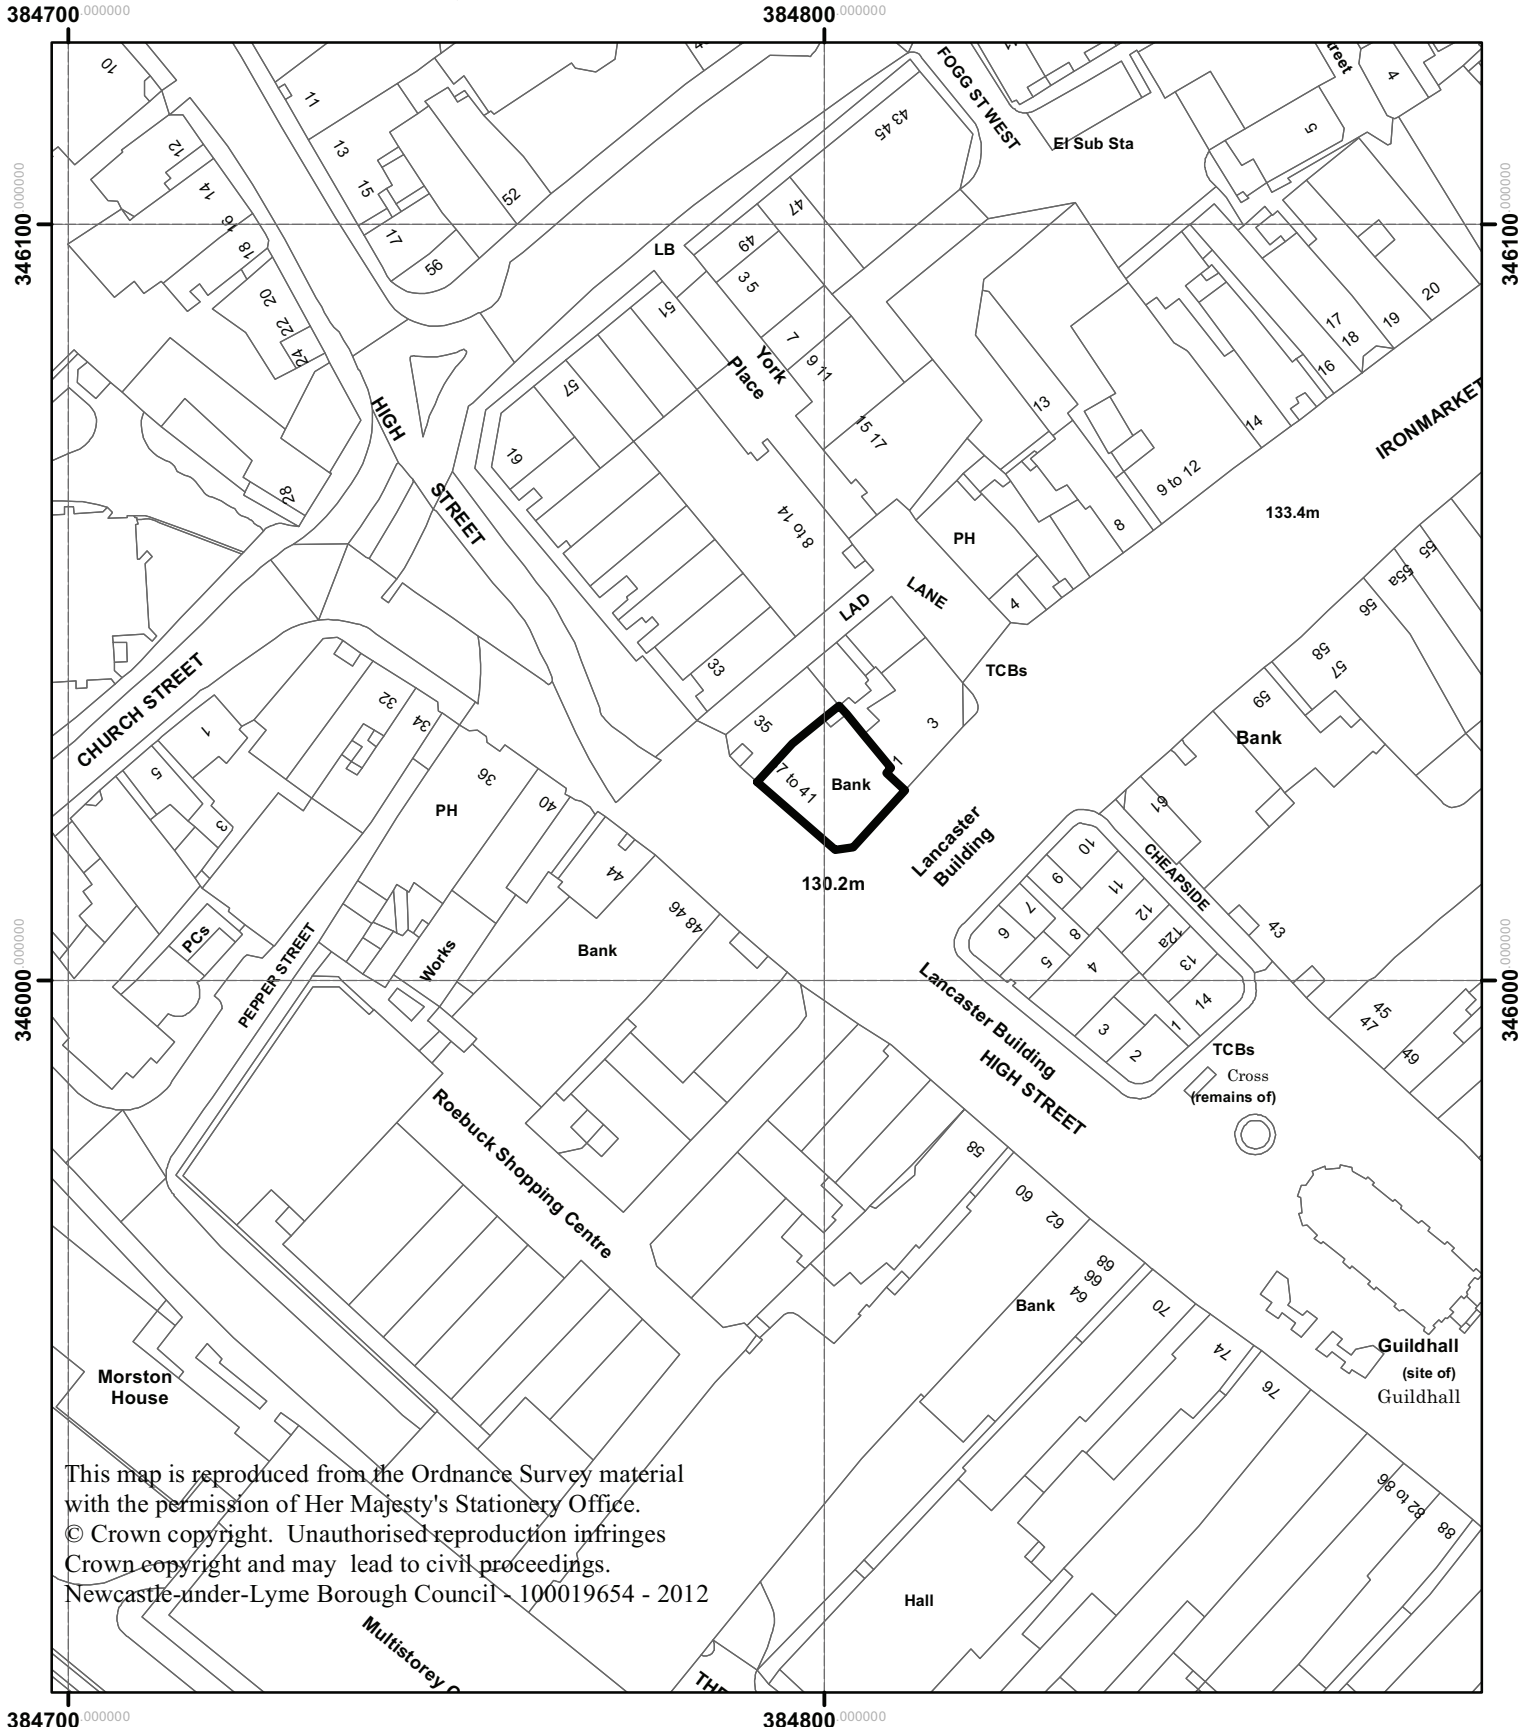 384700.000000
384800.000000
10
11
4
FOGG ST WEST
treet
4
El Sub Sta
5
43 45
12
13
14
15
52
16
17
18
56
47
346100.000000
346100.000000
LB
49
3 5
20
22
24
51
7
9 11
York
Place
20
19
17
18
16
57
HIGH
STREET
19
15 17
13
14
IRONMARKET
9 to 12
28
8 to 14
PH
8
133.4m
55
55a
56
LAD
LANE
4
TCBs
58
57
59
Bank
33
35
3
1
CHURCH STREET
32
34
1
5
3
36
PH
40
7 to 41
Bank
Lancaster
Building
61
130.2m
44
48 46
Bank
10
9
11
7
12
6
8
12a
5
4
13
14
3
1
2
CHEAPSIDE
43
PCs
PEPPER STREET
Works
346000.000000
346000.000000
Lancaster Building
HIGH STREET
45
47
49
TCBs
Cross
(remains of)
Roebuck Shopping Centre
58
60
62
68
66
64
Bank
70
74
76
Guildhall
(site of)
Guildhall
Morston
House
82 to 86
88
This map is reproduced from the Ordnance Survey material
with the permission of Her Majesty's Stationery Office.
© Crown copyright. Unauthorised reproduction infringes
Crown copyright and may lead to civil proceedings.
Newcastle-under-Lyme Borough Council - 100019654 - 2012
Hall
Multistorey C
THE
384700.000000
384800.000000